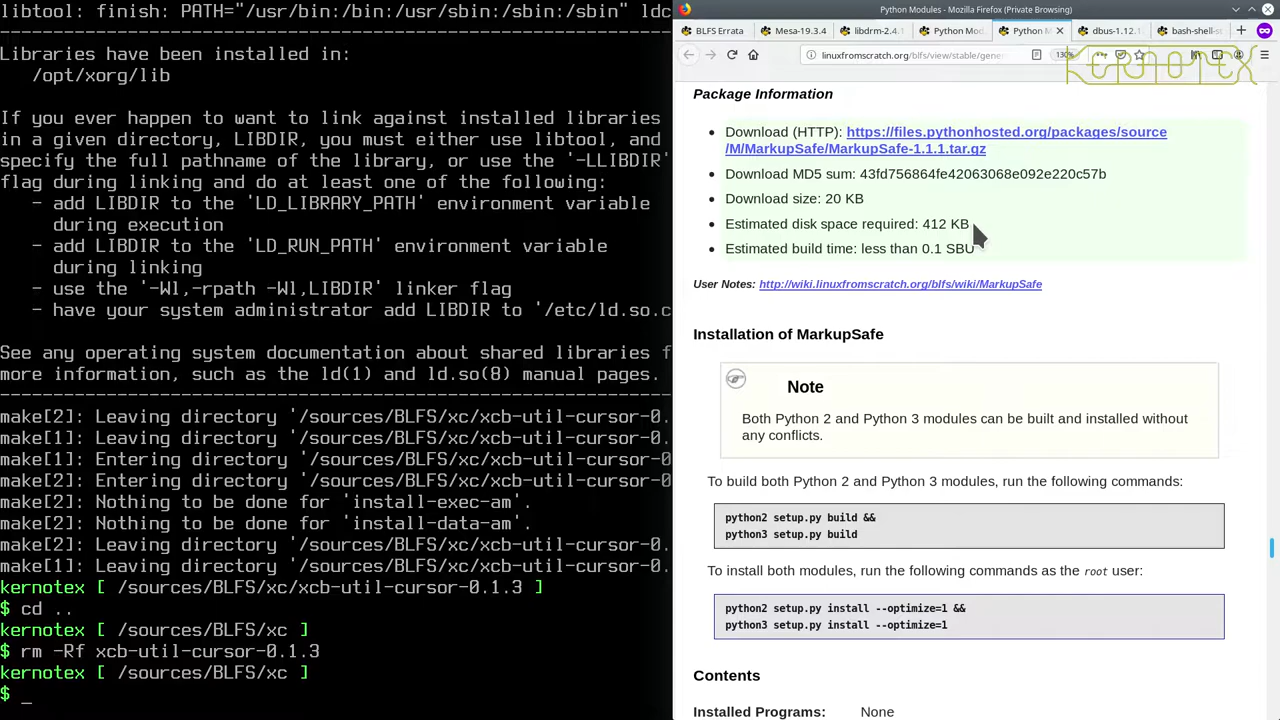 libtool: finish: PATH="/usr/bin:/bin:/usr/sbin:/sbin:/sbin" ldc
Libraries have been installed in:
/opt/xorg/lib
If you ever happen to want to link against installed libraries
in a given directory, LIBDIR, you must either use libtool, and
specify the full pathname of the library, or use the '-LLIBDIR'
flag during linking and do at least one of the following:
- add LIBDIR to the 'LD_LIBRARY_PATH' environment variable
during execution
- add LIBDIR to the 'LD_RUN_PATH' environment variable
during linking
- use the '-Wl,-rpath -Wl,LIBDIR' linker flag
- have your system administrator add LIBDIR to '/etc/ld.so.c
See any operating system documentation about shared libraries f
more information, such as the ld(1) and ld.so(8) manual pages.
make[2]: Leaving directory '/sources/BLFS/xc/xcb-util-cursor-0.
make[1]: Leaving directory '/sources/BLFS/xc/xcb-util-cursor-0.
make[1]: Entering directory '/sources/BLFS/xc/xcb-util-cursor-0
make[2]: Entering directory '/sources/BLFS/xc/xcb-util-cursor-0
make[2]: Nothing to be done for 'install-exec-am'.
make[2]: Nothing to be done for 'install-data-am'.
make[2]: Leaving directory '/sources/BLFS/xc/xcb-util-cursor-0.
make[1]: Leaving directory '/sources/BLFS/xc/xcb-util-cursor-0.
kernotex [ /sources/BLFS/xc/xcb-util-cursor-0.1.3 ]
$ cd ..
kernotex [ /sources/BLFS/xc ]
$ rm -Rf xcb-util-cursor-0.1.3
kernotex [ /sources/BLFS/xc ]
$ _
Python Modules - Mozilla Firefox (Private Browsing)
BLFS Errata
Mesa-19.3.4
libdrm-2.4.1
Python Mod
Python M
dbus-1.12.1
bash-shell-st
linuxfromscratch.org/blfs/view/stable/gene
130%
KERNOTEX
Package Information
Download (HTTP): https://files.pythonhosted.org/packages/source
/M/MarkupSafe/MarkupSafe-1.1.1.tar.gz
Download MD5 sum: 43fd756864fe42063068e092e220c57b
Download size: 20 KB
Estimated disk space required: 412 KB
Estimated build time: less than 0.1 SBU
User Notes: http://wiki.linuxfromscratch.org/blfs/wiki/MarkupSafe
Installation of MarkupSafe
Note
Both Python 2 and Python 3 modules can be built and installed without
any conflicts.
To build both Python 2 and Python 3 modules, run the following commands:
python2 setup.py build &&
python3 setup.py build
To install both modules, run the following commands as the root user:
python2 setup.py install --optimize=1 &&
python3 setup.py install --optimize=1
Contents
Installed Programs: None